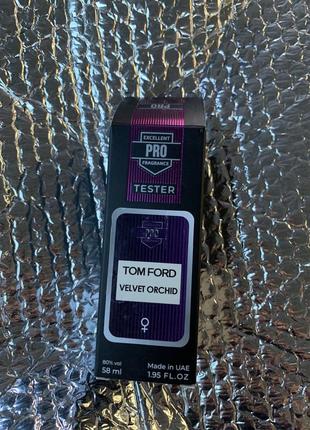 PRO
EXCELLENT
PRO
FRAGRANCE
TESTER
PRO
TOM FORD
VELVET ORCHID
80% vol
58 ml
Made in UAE
1.95 FL.OZ